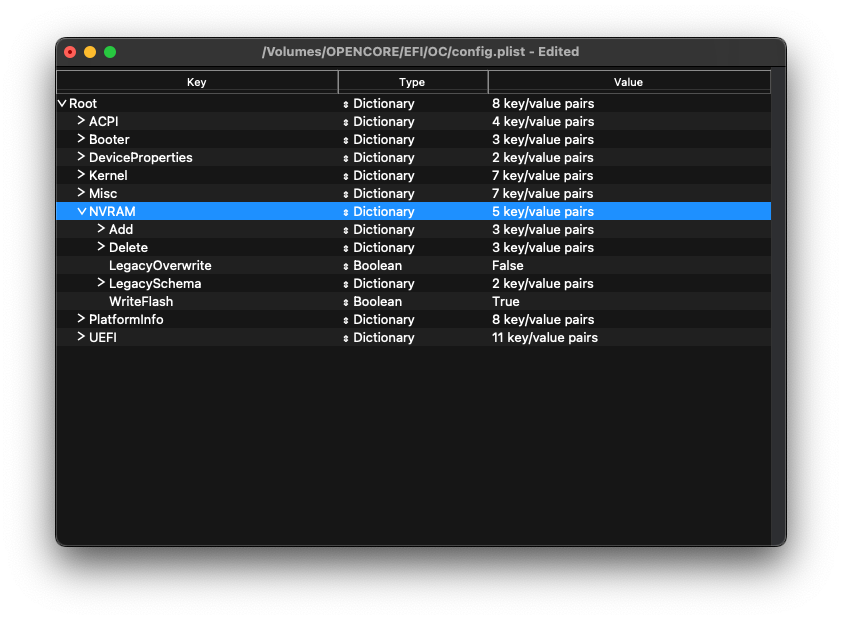 /Volumes/OPENCORE/EFI/OC/config.plist - Edited
Key Type Value
Root Dictionary 8 key/value pairs
ACPI Dictionary 4 key/value pairs
Booter Dictionary 3 key/value pairs
DeviceProperties Dictionary 2 key/value pairs
Kernel Dictionary 7 key/value pairs
Misc Dictionary 7 key/value pairs
NVRAM Dictionary 5 key/value pairs
Add Dictionary 3 key/value pairs
Delete Dictionary 3 key/value pairs
LegacyOverwrite Boolean False
LegacySchema Dictionary 2 key/value pairs
WriteFlash Boolean True
PlatformInfo Dictionary 8 key/value pairs
UEFI Dictionary 11 key/value pairs